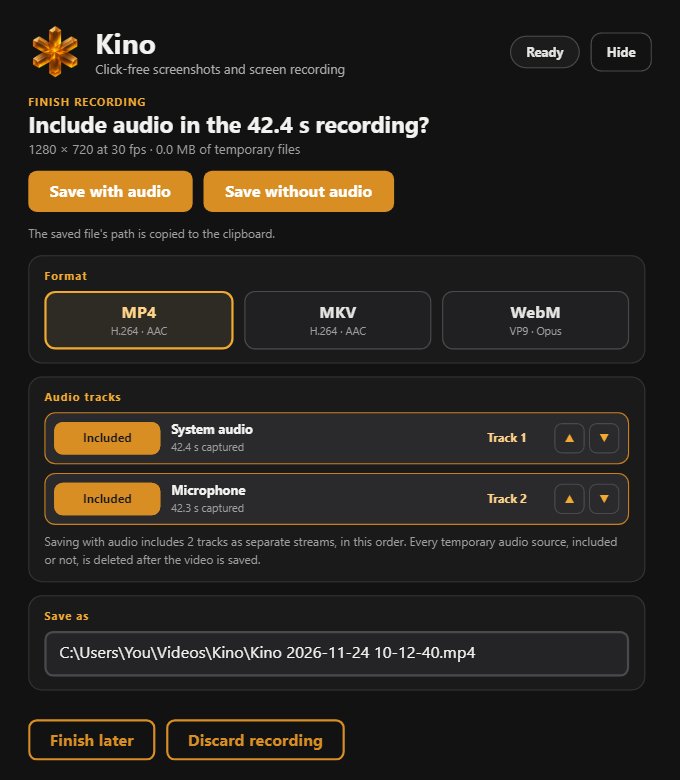 Kino
Click-free screenshots and screen recording
Ready
Hide
FINISH RECORDING
Include audio in the 42.4 s recording?
1280 × 720 at 30 fps · 0.0 MB of temporary files
Save with audio
Save without audio
The saved file's path is copied to the clipboard.
Format
MP4
H.264 · AAC
MKV
H.264 · AAC
WebM
VP9 · Opus
Audio tracks
Included
System audio
42.4 s captured
Track 1
Included
Microphone
42.3 s captured
Track 2
Saving with audio includes 2 tracks as separate streams, in this order. Every temporary audio source, included
or not, is deleted after the video is saved.
Save as
C:\Users\You\Videos\Kino\Kino 2026-11-24 10-12-40.mp4
Finish later
Discard recording